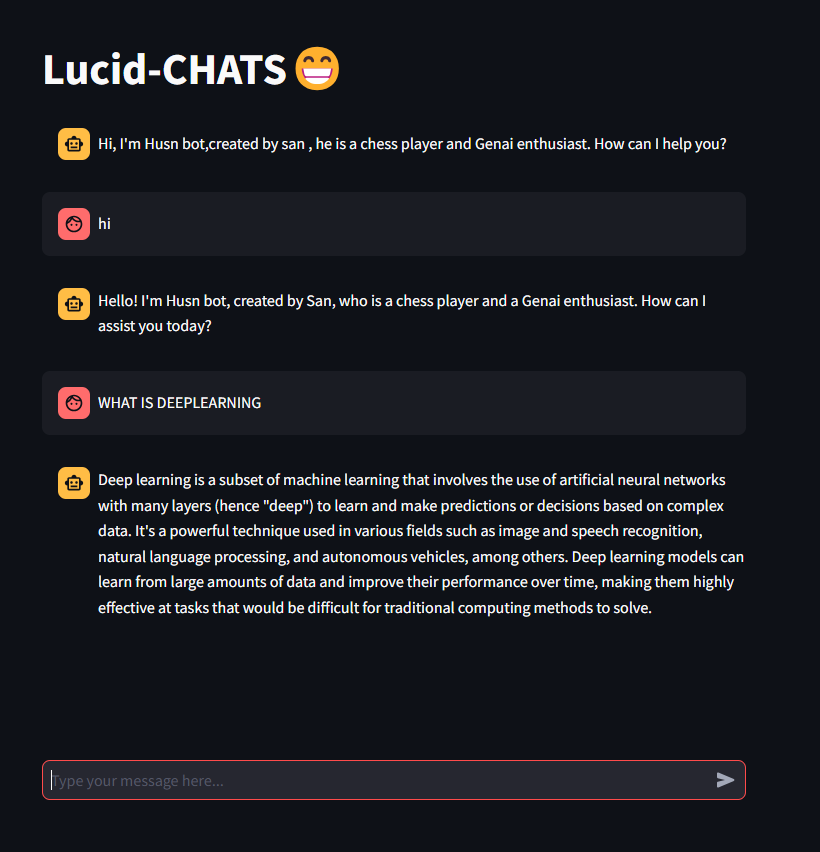 Lucid-CHATS 😁
Hi, I'm Husn bot,created by san , he is a chess player and Genai enthusiast. How can I help you?
hi
Hello! I'm Husn bot, created by San, who is a chess player and a Genai enthusiast. How can I
assist you today?
WHAT IS DEEPLEARNING
Deep learning is a subset of machine learning that involves the use of artificial neural networks
with many layers (hence "deep") to learn and make predictions or decisions based on complex
data. It's a powerful technique used in various fields such as image and speech recognition,
natural language processing, and autonomous vehicles, among others. Deep learning models can
learn from large amounts of data and improve their performance over time, making them highly
effective at tasks that would be difficult for traditional computing methods to solve.
Type your message here...